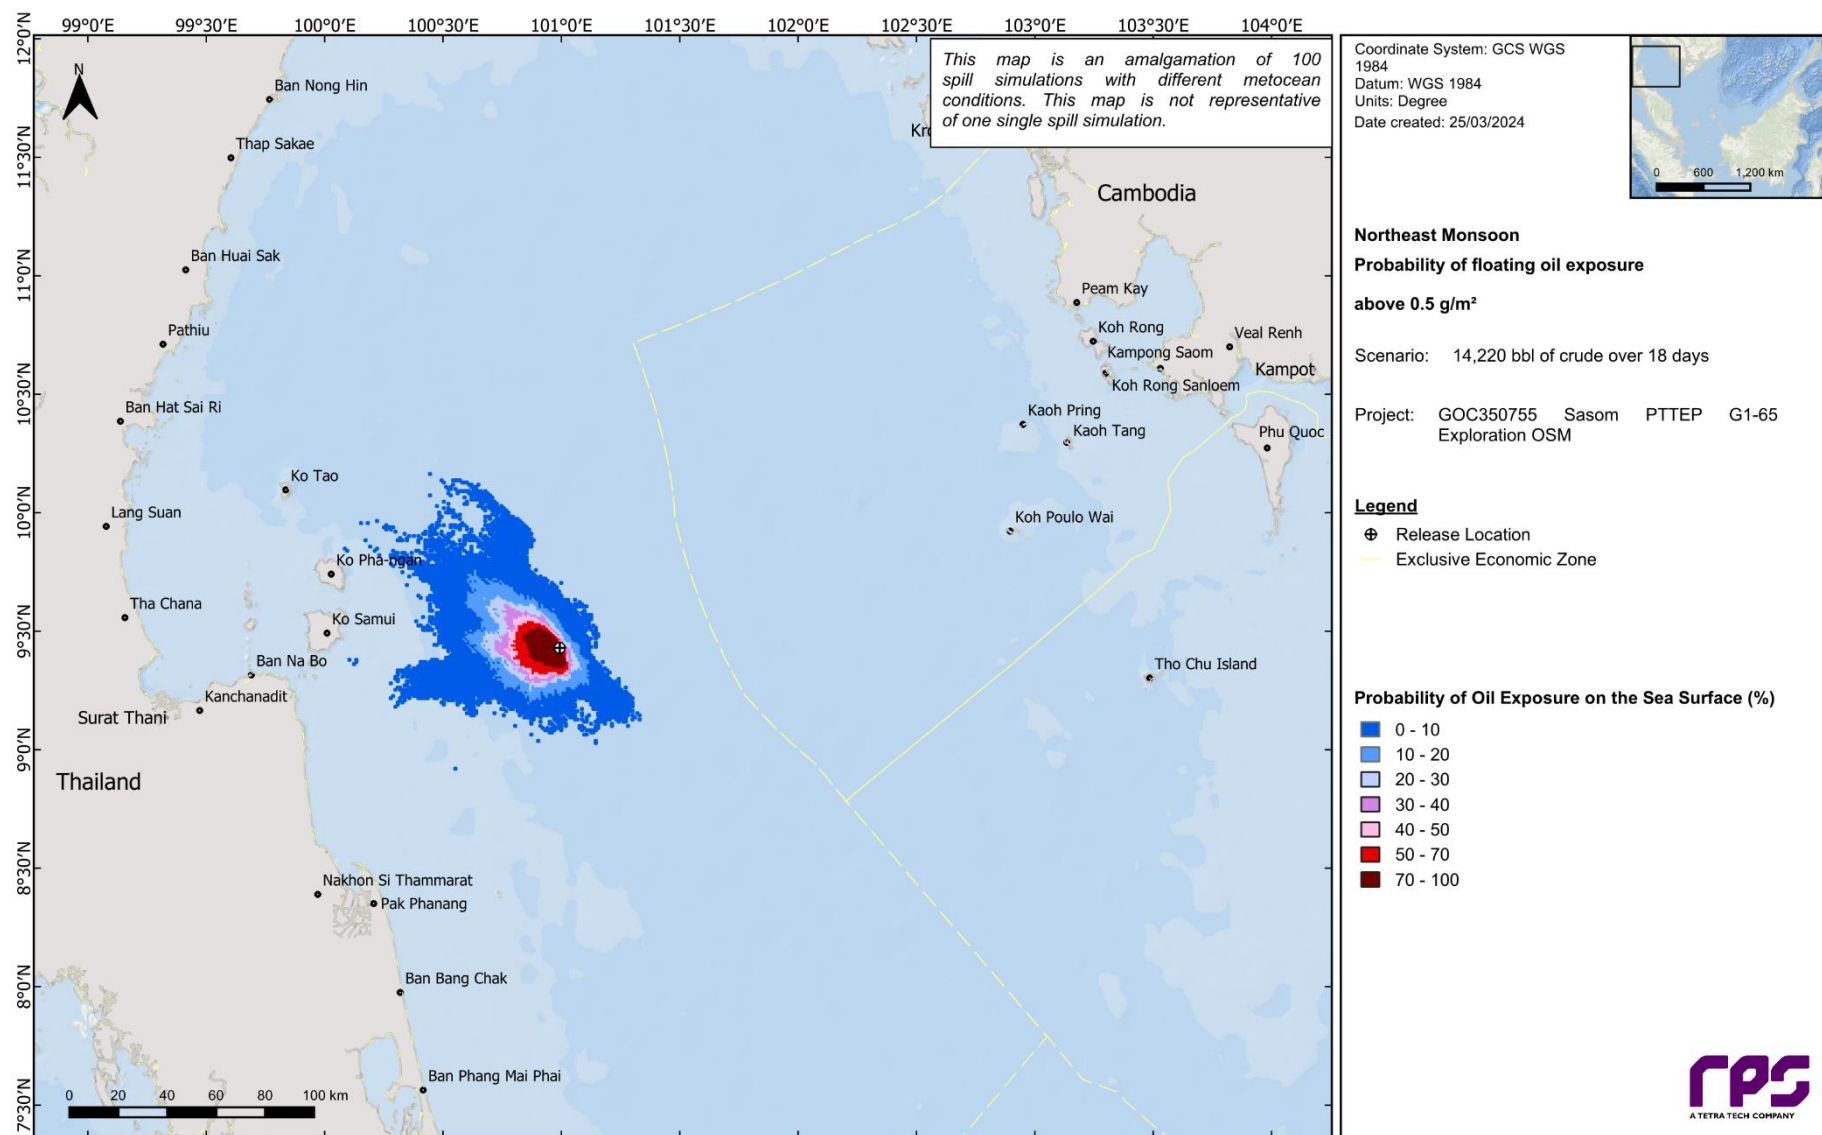 99°0'E 99°30'E 100°0'E 100°30'E 101°0'E 101°30'E 102°0'E 102°30'E 103°0'E 103°30'E 104°0'E
12°0'N
11°30'N
11°0'N
10°30'N
10°0'N
9°30'N
9°0'N
8°30'N
8°0'N
7°30'N
N
This map is an amalgamation of 100
spill simulations with different metocean
conditions. This map is not representative
of one single spill simulation.
Ban Nong Hin
Thap Sakae
Cambodia
Ban Huai Sak
Peam Kay
Pathiu
Koh Rong
Veal Renh
Kampong Saom
Kampot
Koh Rong Sanloem
Ban Hat Sai Ri
Kaoh Pring
Kaoh Tang
Phu Quoc
Ko Tao
Lang Suan
Koh Poulo Wai
Ko Pha-ngan
Tha Chana
Ko Samui
Ban Na Bo
Tho Chu Island
Kanchanadit
Surat Thani
Thailand
Nakhon Si Thammarat
Pak Phanang
Ban Bang Chak
Ban Phang Mai Phai
0 20 40 60 80 100 km
Coordinate System: GCS WGS
1984
Datum: WGS 1984
Units: Degree
Date created: 25/03/2024
0 600 1,200 km
Northeast Monsoon
Probability of floating oil exposure
above 0.5 g/m²
Scenario: 14,220 bbl of crude over 18 days
Project: GOC350755 Sasom PTTEP G1-65
Exploration OSM
Legend
Release Location
Exclusive Economic Zone
Probability of Oil Exposure on the Sea Surface (%)
0 - 10
10 - 20
20 - 30
30 - 40
40 - 50
50 - 70
70 - 100
rps
A TETRA TECH COMPANY